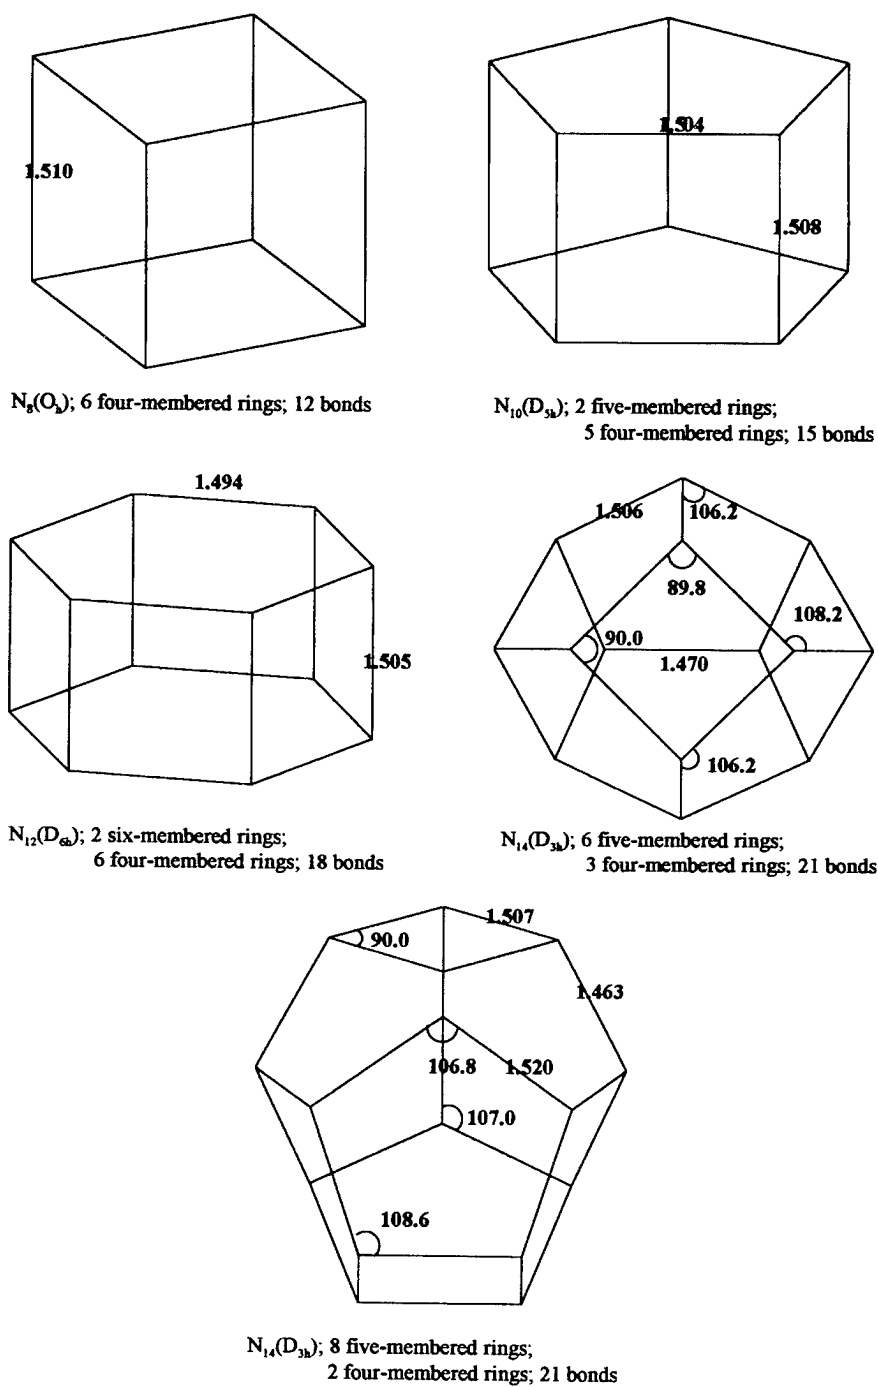 1.510
1.504
1.508
N₈(Oₕ); 6 four-membered rings; 12 bonds
N₁₀(D₅ₕ); 2 five-membered rings;
5 four-membered rings; 15 bonds
1.494
1.505
1.506
106.2
89.8
108.2
90.0
1.470
106.2
N₁₂(D₆ₕ); 2 six-membered rings;
6 four-membered rings; 18 bonds
N₁₄(D₃ₕ); 6 five-membered rings;
3 four-membered rings; 21 bonds
1.507
90.0
1.463
106.8
1.520
107.0
108.6
N₁₄(D₃ₕ); 8 five-membered rings;
2 four-membered rings; 21 bonds